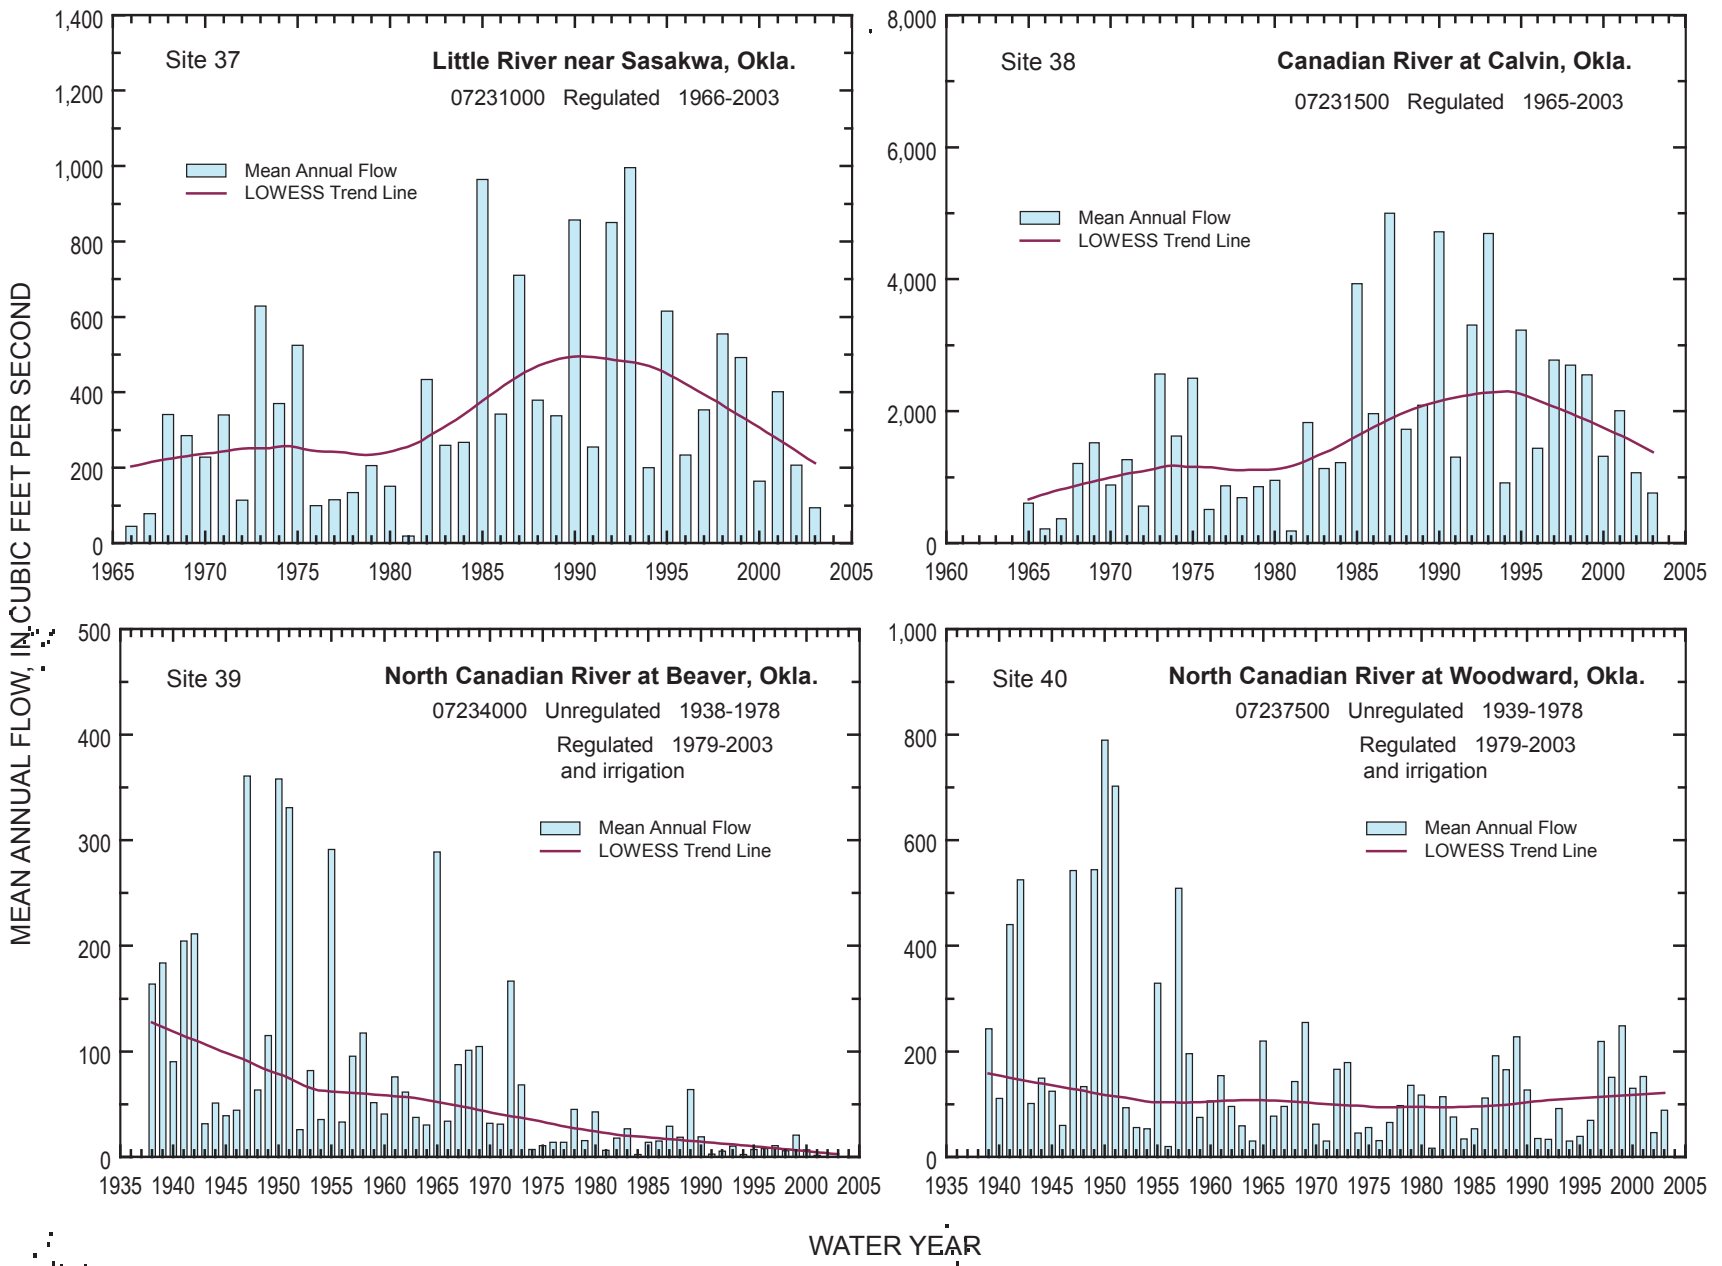 MEAN ANNUAL FLOW, IN CUBIC FEET PER SECOND
Site 37
Little River near Sasakwa, Okla.
07231000 Regulated 1966-2003
Mean Annual Flow
LOWESS Trend Line
1,400
1,200
1,000
800
600
400
200
0
1965 1970 1975 1980 1985 1990 1995 2000 2005
Site 38
Canadian River at Calvin, Okla.
07231500 Regulated 1965-2003
Mean Annual Flow
LOWESS Trend Line
8,000
6,000
4,000
2,000
0
1960 1965 1970 1975 1980 1985 1990 1995 2000 2005
Site 39
North Canadian River at Beaver, Okla.
07234000 Unregulated 1938-1978
Regulated 1979-2003
and irrigation
Mean Annual Flow
LOWESS Trend Line
500
400
300
200
100
0
1935 1940 1945 1950 1955 1960 1965 1970 1975 1980 1985 1990 1995 2000 2005
Site 40
North Canadian River at Woodward, Okla.
07237500 Unregulated 1939-1978
Regulated 1979-2003
and irrigation
Mean Annual Flow
LOWESS Trend Line
1,000
800
600
400
200
0
1935 1940 1945 1950 1955 1960 1965 1970 1975 1980 1985 1990 1995 2000 2005
WATER YEAR